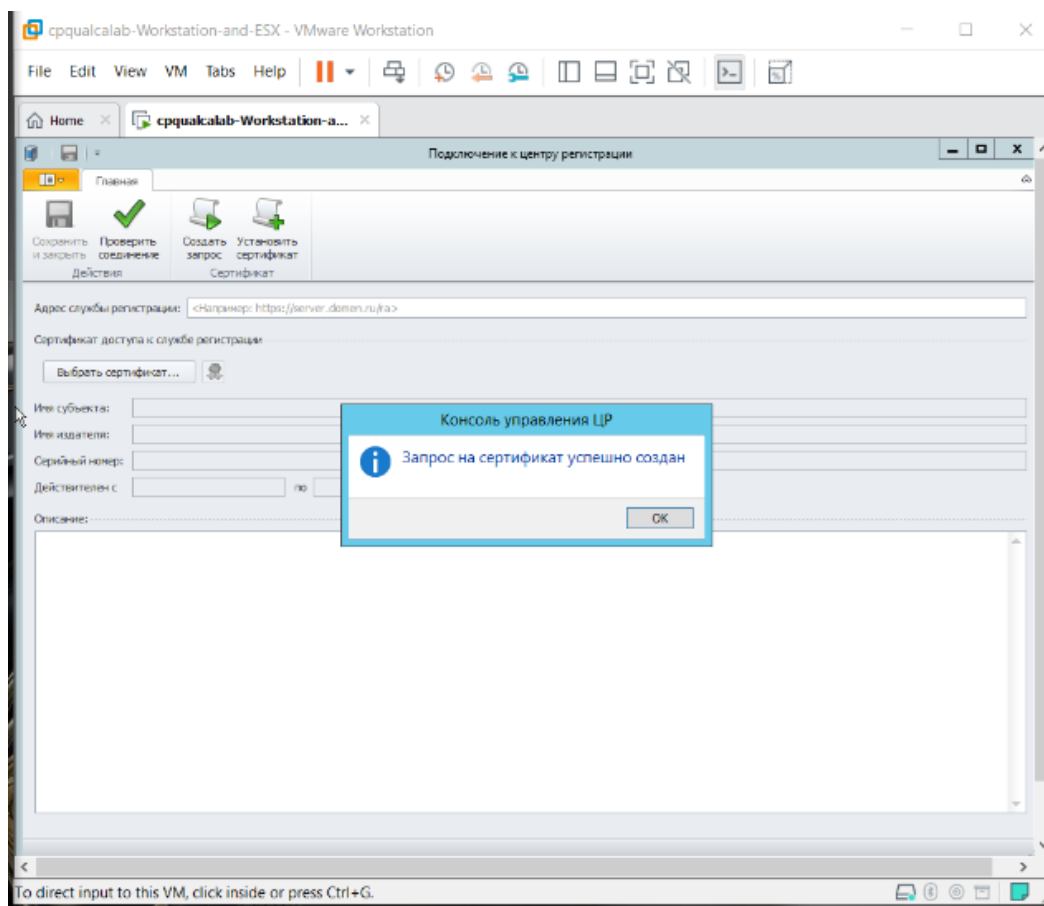 cpqualcalab-Workstation-and-ESX - VMware Workstation
File Edit View VM Tabs Help
Home cpqualcalab-Workstation-a...
Подключение к центру регистрации
Главная
Сохранить и закрыть Проверить соединение Создать запрос Установить сертификат
Действия Сертификат
Адрес службы регистрации: <Например: https://server.domen.ru/ra>
Сертификат доступа к службе регистрации
Выбрать сертификат...
Имя субъекта:
Имя издателя:
Серийный номер:
Действителен с по
Описание:
Консоль управления ЦР
Запрос на сертификат успешно создан
OK
To direct input to this VM, click inside or press Ctrl+G.